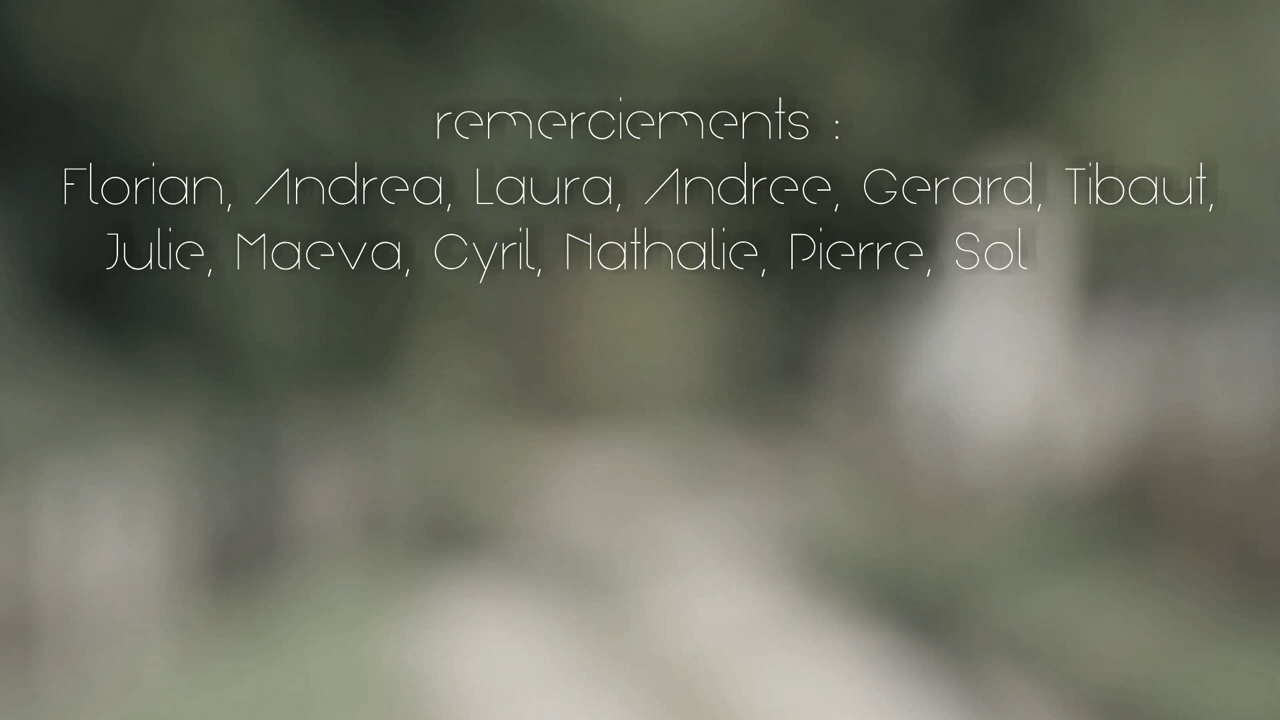 remerciements :
Florian, Andrea, Laura, Andree, Gerard, Tibaut,
Julie, Maeva, Cyril, Nathalie, Pierre, Sol